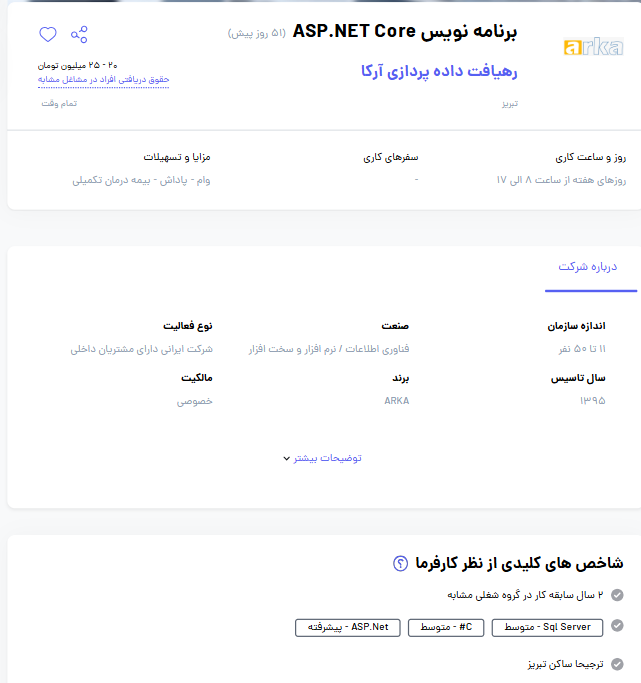 arka
برنامه نویس ASP.NET Core (۵۱ روز پیش)
رهیافت داده پردازی آرکا
تبریز
۲۰ - ۲۵ میلیون تومان
حقوق دریافتی افراد در مشاغل مشابه
تمام وقت
روز و ساعت کاری
روزهای هفته از ساعت ۸ الی ۱۷
سفرهای کاری
-
مزایا و تسهیلات
وام - پاداش - بیمه درمان تکمیلی
درباره شرکت
اندازه سازمان
۱۱ تا ۵۰ نفر
صنعت
فناوری اطلاعات / نرم افزار و سخت افزار
نوع فعالیت
شرکت ایرانی دارای مشتریان داخلی
سال تاسیس
۱۳۹۵
برند
ARKA
مالکیت
خصوصی
توضیحات بیشتر
شاخص های کلیدی از نظر کارفرما
۲ سال سابقه کار در گروه شغلی مشابه
Sql Server - متوسط
C# - متوسط
ASP.Net - پیشرفته
ترجیحا ساکن تبریز